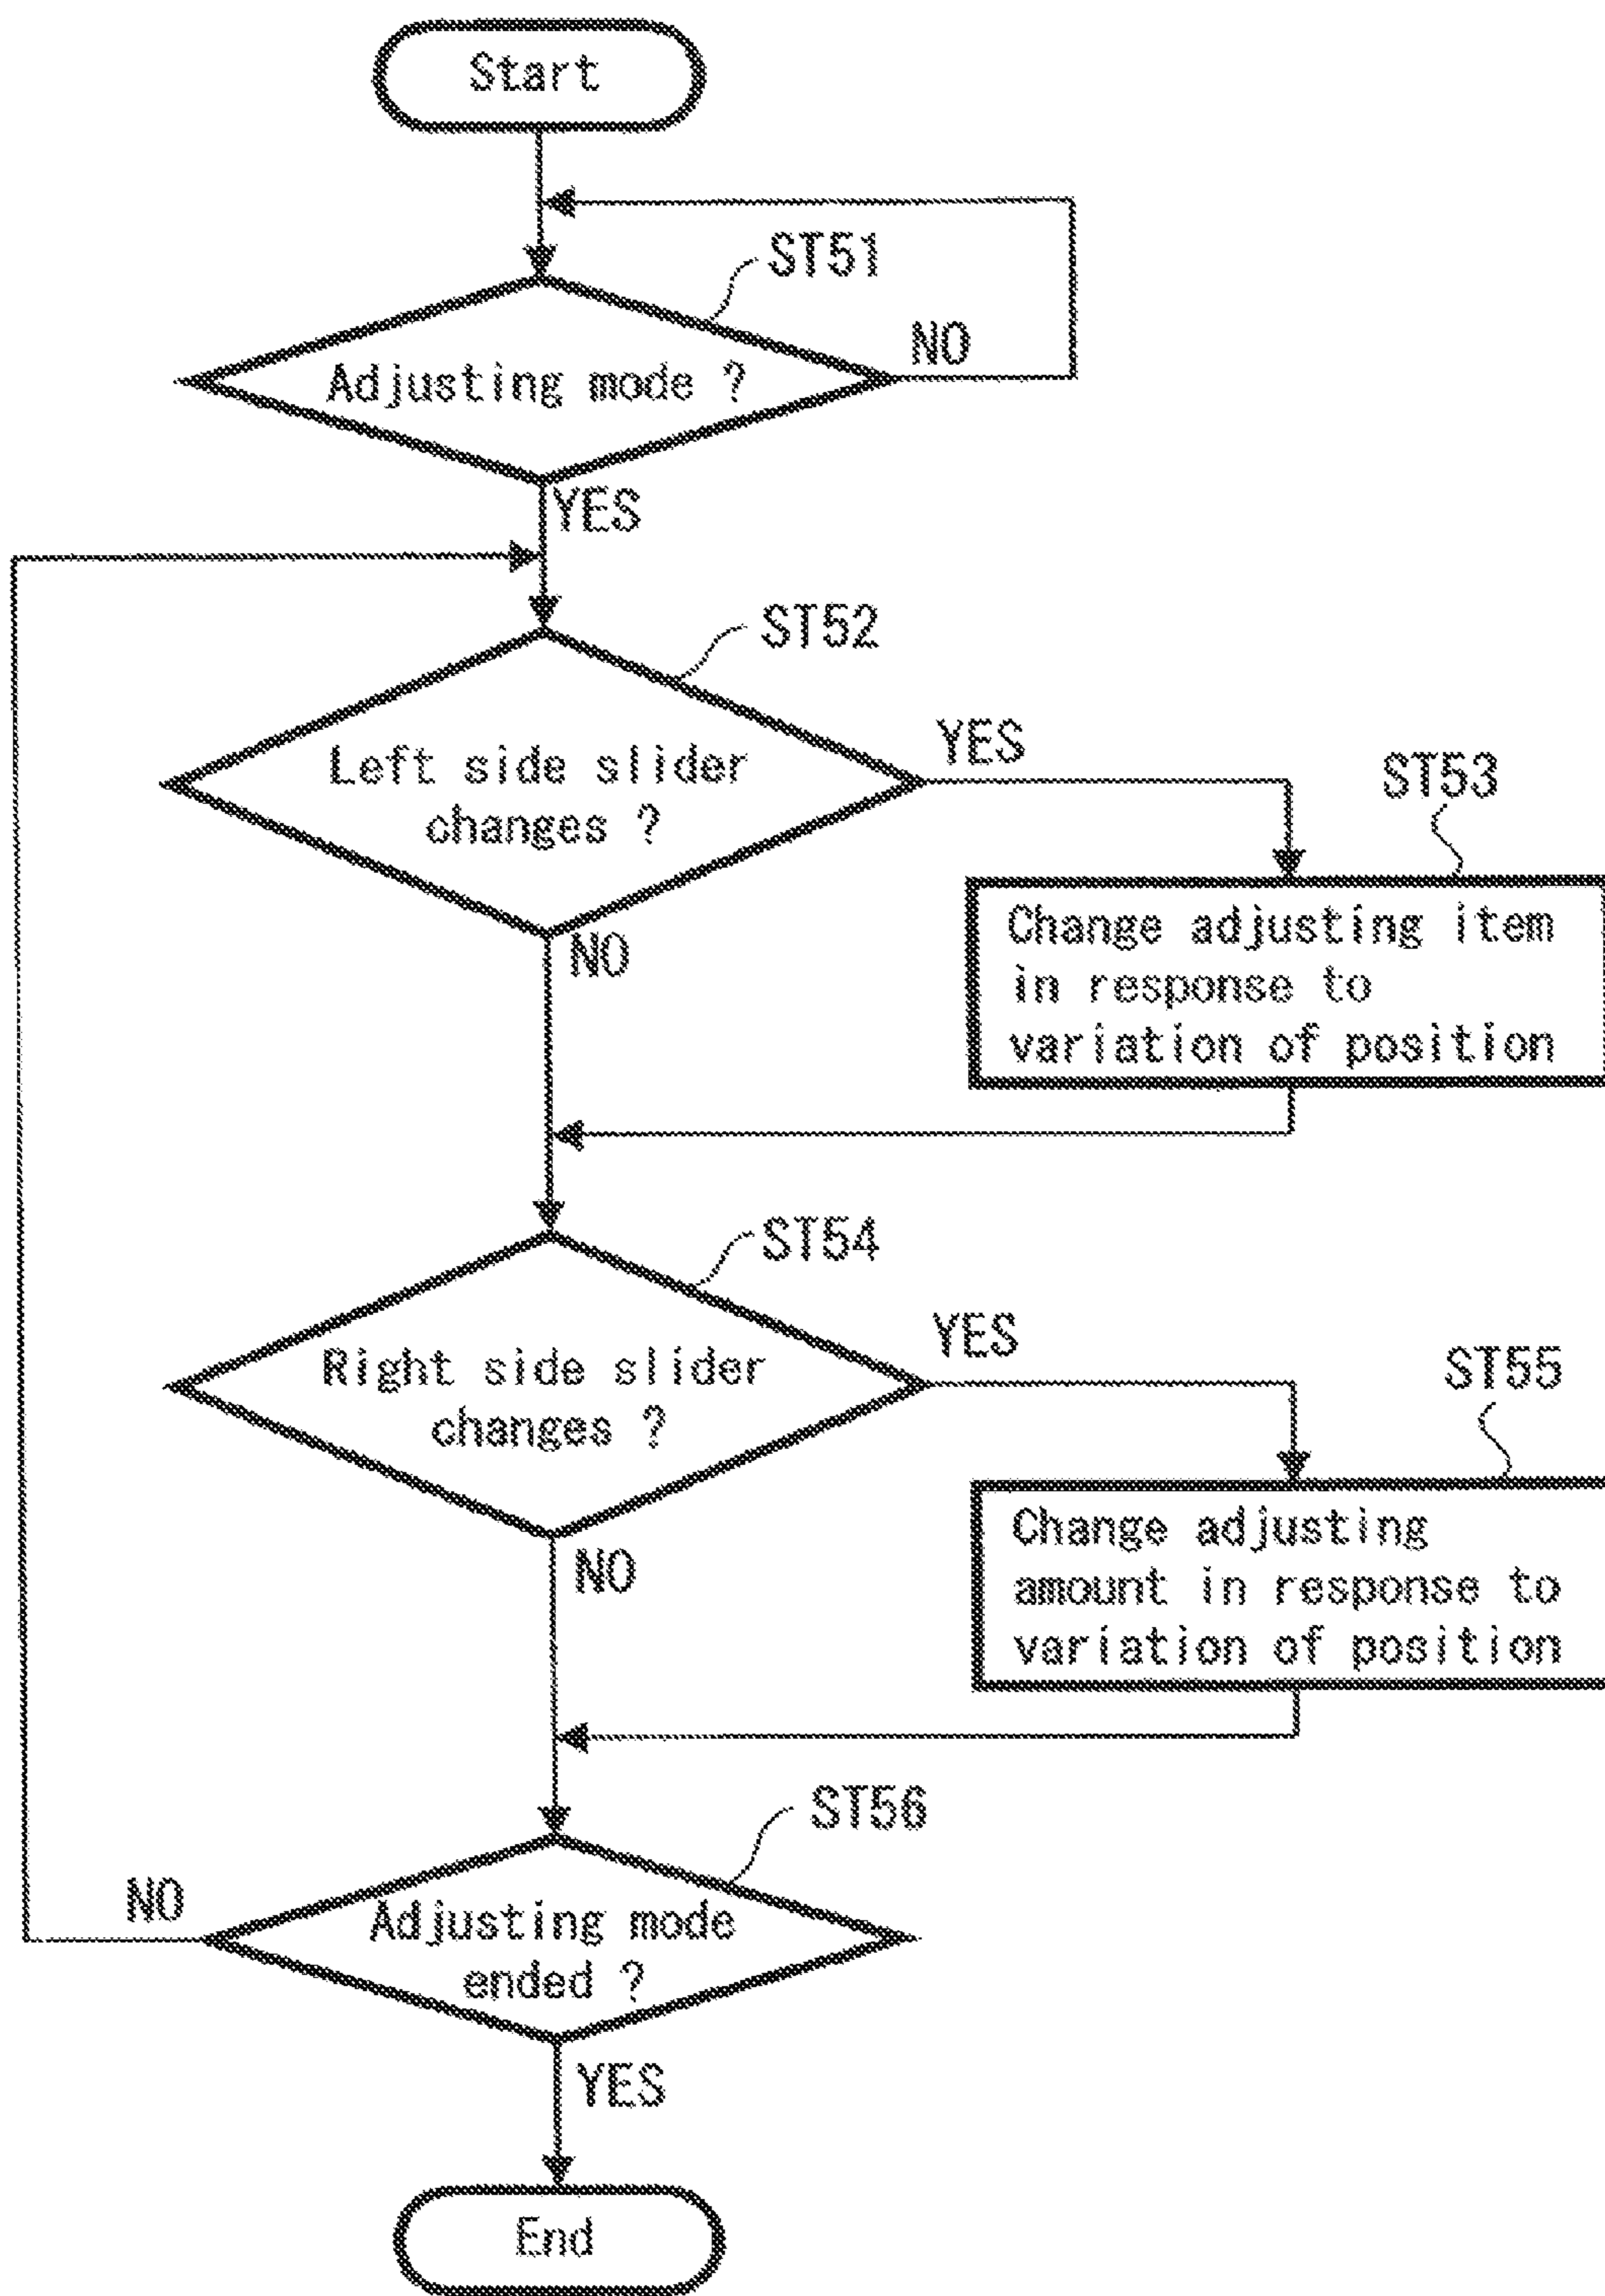 Start
ST51
Adjusting mode ?
NO
YES
ST52
Left side slider
changes ?
YES
NO
ST53
Change adjusting item
in response to
variation of position
ST54
Right side slider
changes ?
YES
NO
ST55
Change adjusting
amount in response to
variation of position
ST56
Adjusting mode
ended ?
NO
YES
End